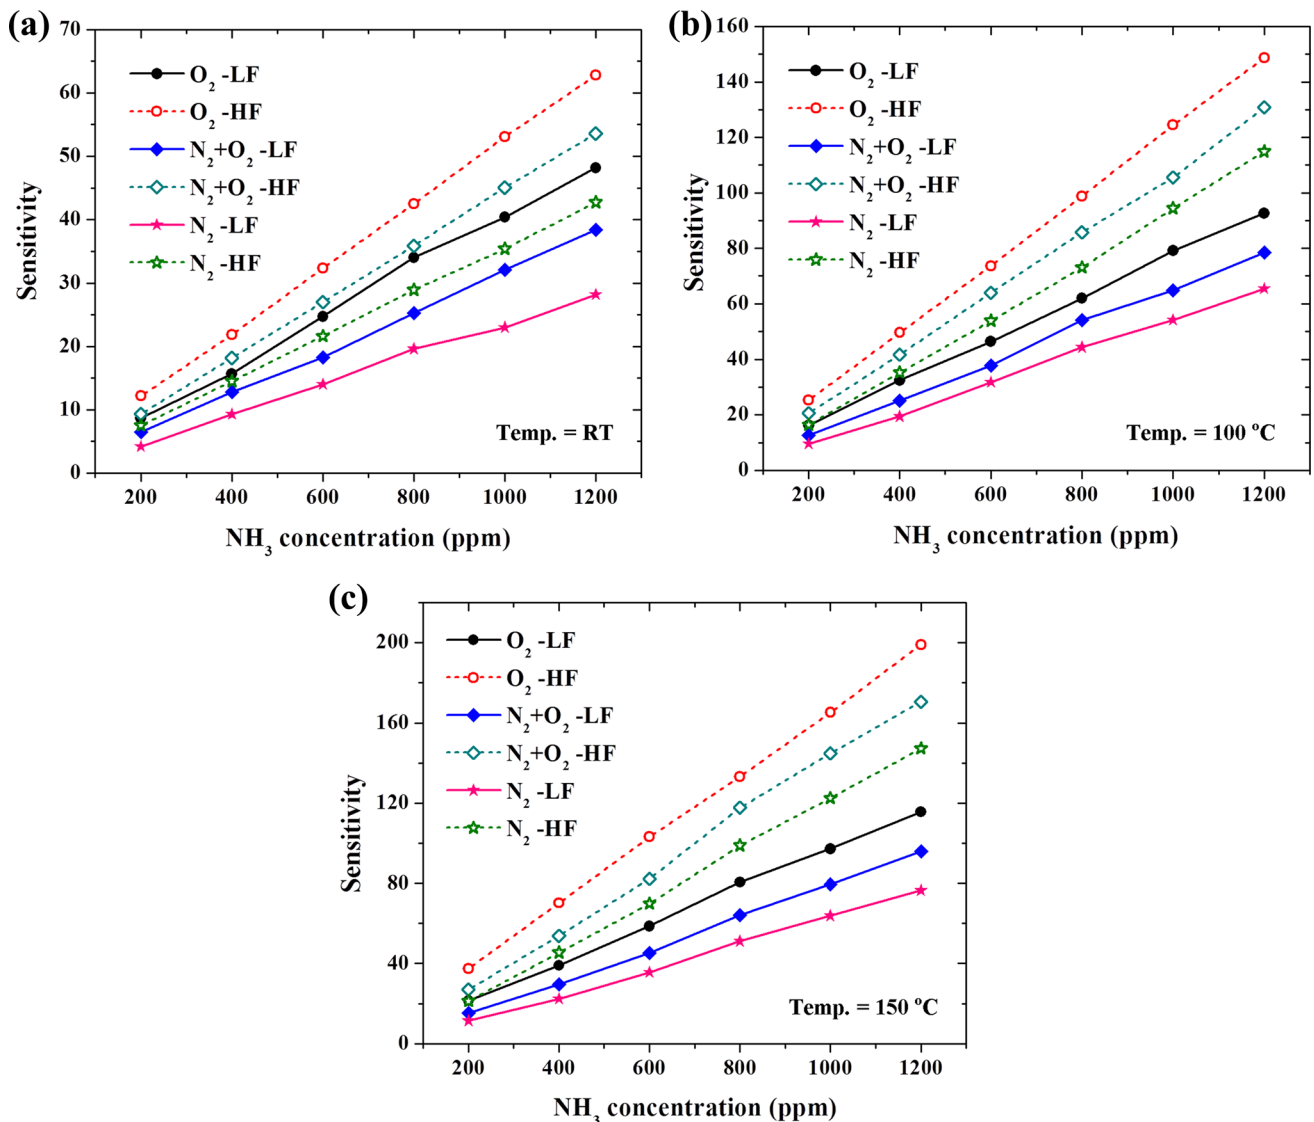 (a)
70
60
50
40
30
20
10
0
Sensitivity
O2 -LF
O2 -HF
N2+O2 -LF
N2+O2 -HF
N2 -LF
N2 -HF
Temp. = RT
200 400 600 800 1000 1200
NH3 concentration (ppm)
(b)
160
140
120
100
80
60
40
20
0
Sensitivity
O2 -LF
O2 -HF
N2+O2 -LF
N2+O2 -HF
N2 -LF
N2 -HF
Temp. = 100 °C
200 400 600 800 1000 1200
NH3 concentration (ppm)
(c)
200
160
120
80
40
0
Sensitivity
O2 -LF
O2 -HF
N2+O2 -LF
N2+O2 -HF
N2 -LF
N2 -HF
Temp. = 150 °C
200 400 600 800 1000 1200
NH3 concentration (ppm)